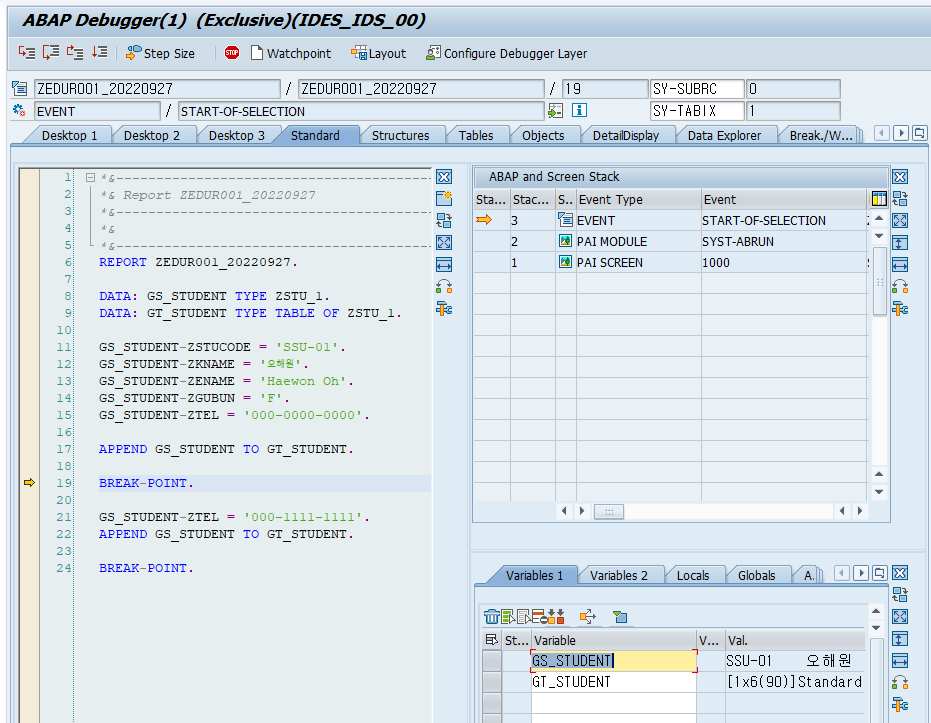 ABAP Debugger(1) (Exclusive)(IDES_IDS_00)
Step Size STOP Watchpoint Layout Configure Debugger Layer
ZEDUR001_20220927 / ZEDUR001_20220927 / 19 SY-SUBRC 0
EVENT / START-OF-SELECTION SY-TABIX 1
Desktop 1 Desktop 2 Desktop 3 Standard Structures Tables Objects DetailDisplay Data Explorer Break./W...
1 *&---------------------------------------
2 *& Report ZEDUR001_20220927
3 *&---------------------------------------
4 *&
5 *&---------------------------------------
6 REPORT ZEDUR001_20220927.
7
8 DATA: GS_STUDENT TYPE ZSTU_1.
9 DATA: GT_STUDENT TYPE TABLE OF ZSTU_1.
10
11 GS_STUDENT-ZSTUCODE = 'SSU-01'.
12 GS_STUDENT-ZKNAME = '오해원'.
13 GS_STUDENT-ZENAME = 'Haewon Oh'.
14 GS_STUDENT-ZGUBUN = 'F'.
15 GS_STUDENT-ZTEL = '000-0000-0000'.
16
17 APPEND GS_STUDENT TO GT_STUDENT.
18
19 BREAK-POINT.
20
21 GS_STUDENT-ZTEL = '000-1111-1111'.
22 APPEND GS_STUDENT TO GT_STUDENT.
23
24 BREAK-POINT.
ABAP and Screen Stack
Sta... Stac... S.. Event Type Event
3 EVENT START-OF-SELECTION
2 PAI MODULE SYST-ABRUN
1 PAI SCREEN 1000
Variables 1 Variables 2 Locals Globals A.
St... Variable V... Val.
GS_STUDENT SSU-01 오해원
GT_STUDENT [1x6(90)]Standard